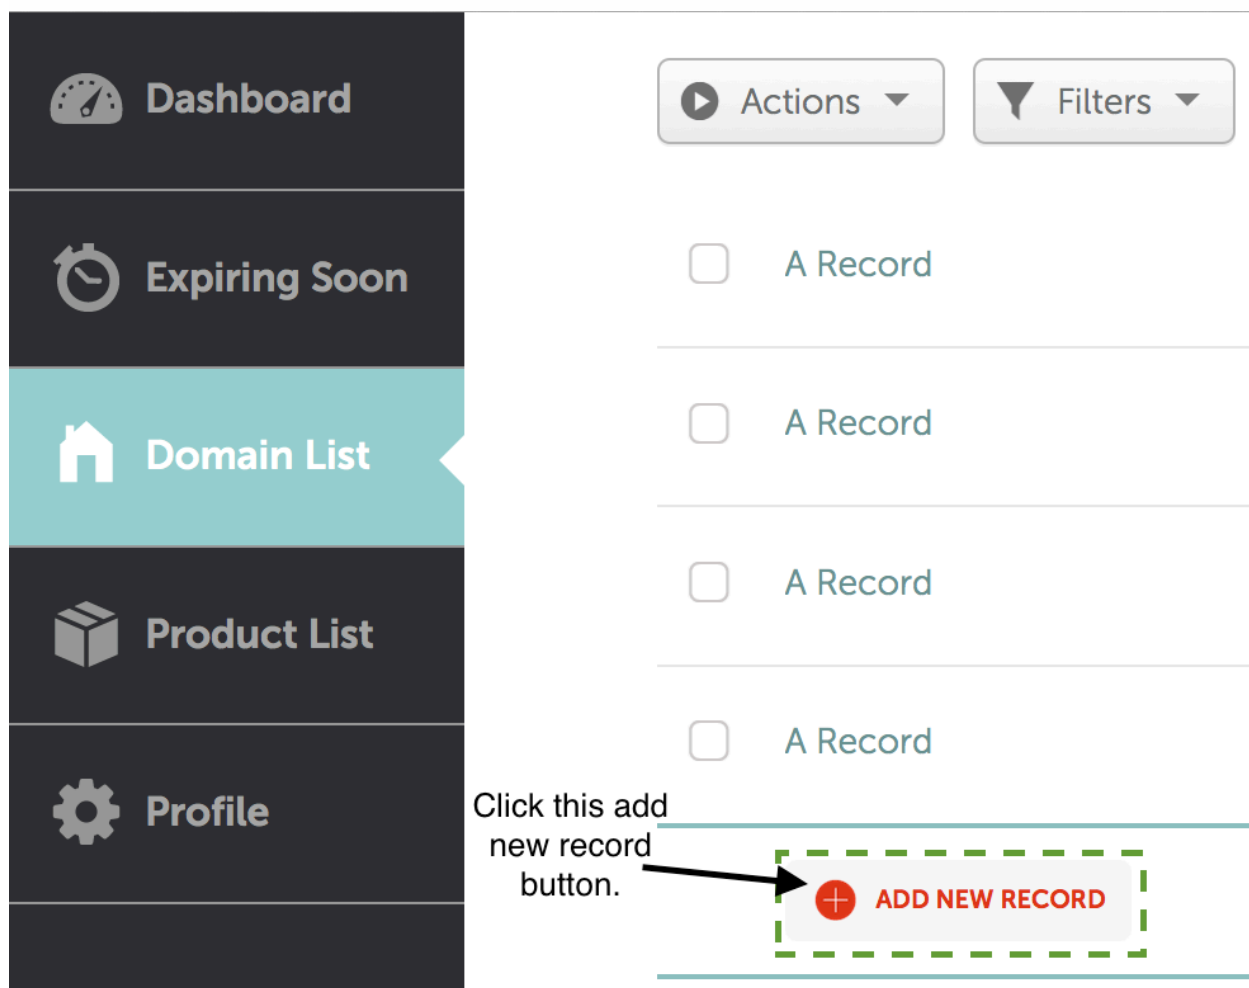 Dashboard
Expiring Soon
Domain List
Product List
Profile
Actions
Filters
A Record
A Record
A Record
A Record
Click this add
new record
button.
ADD NEW RECORD